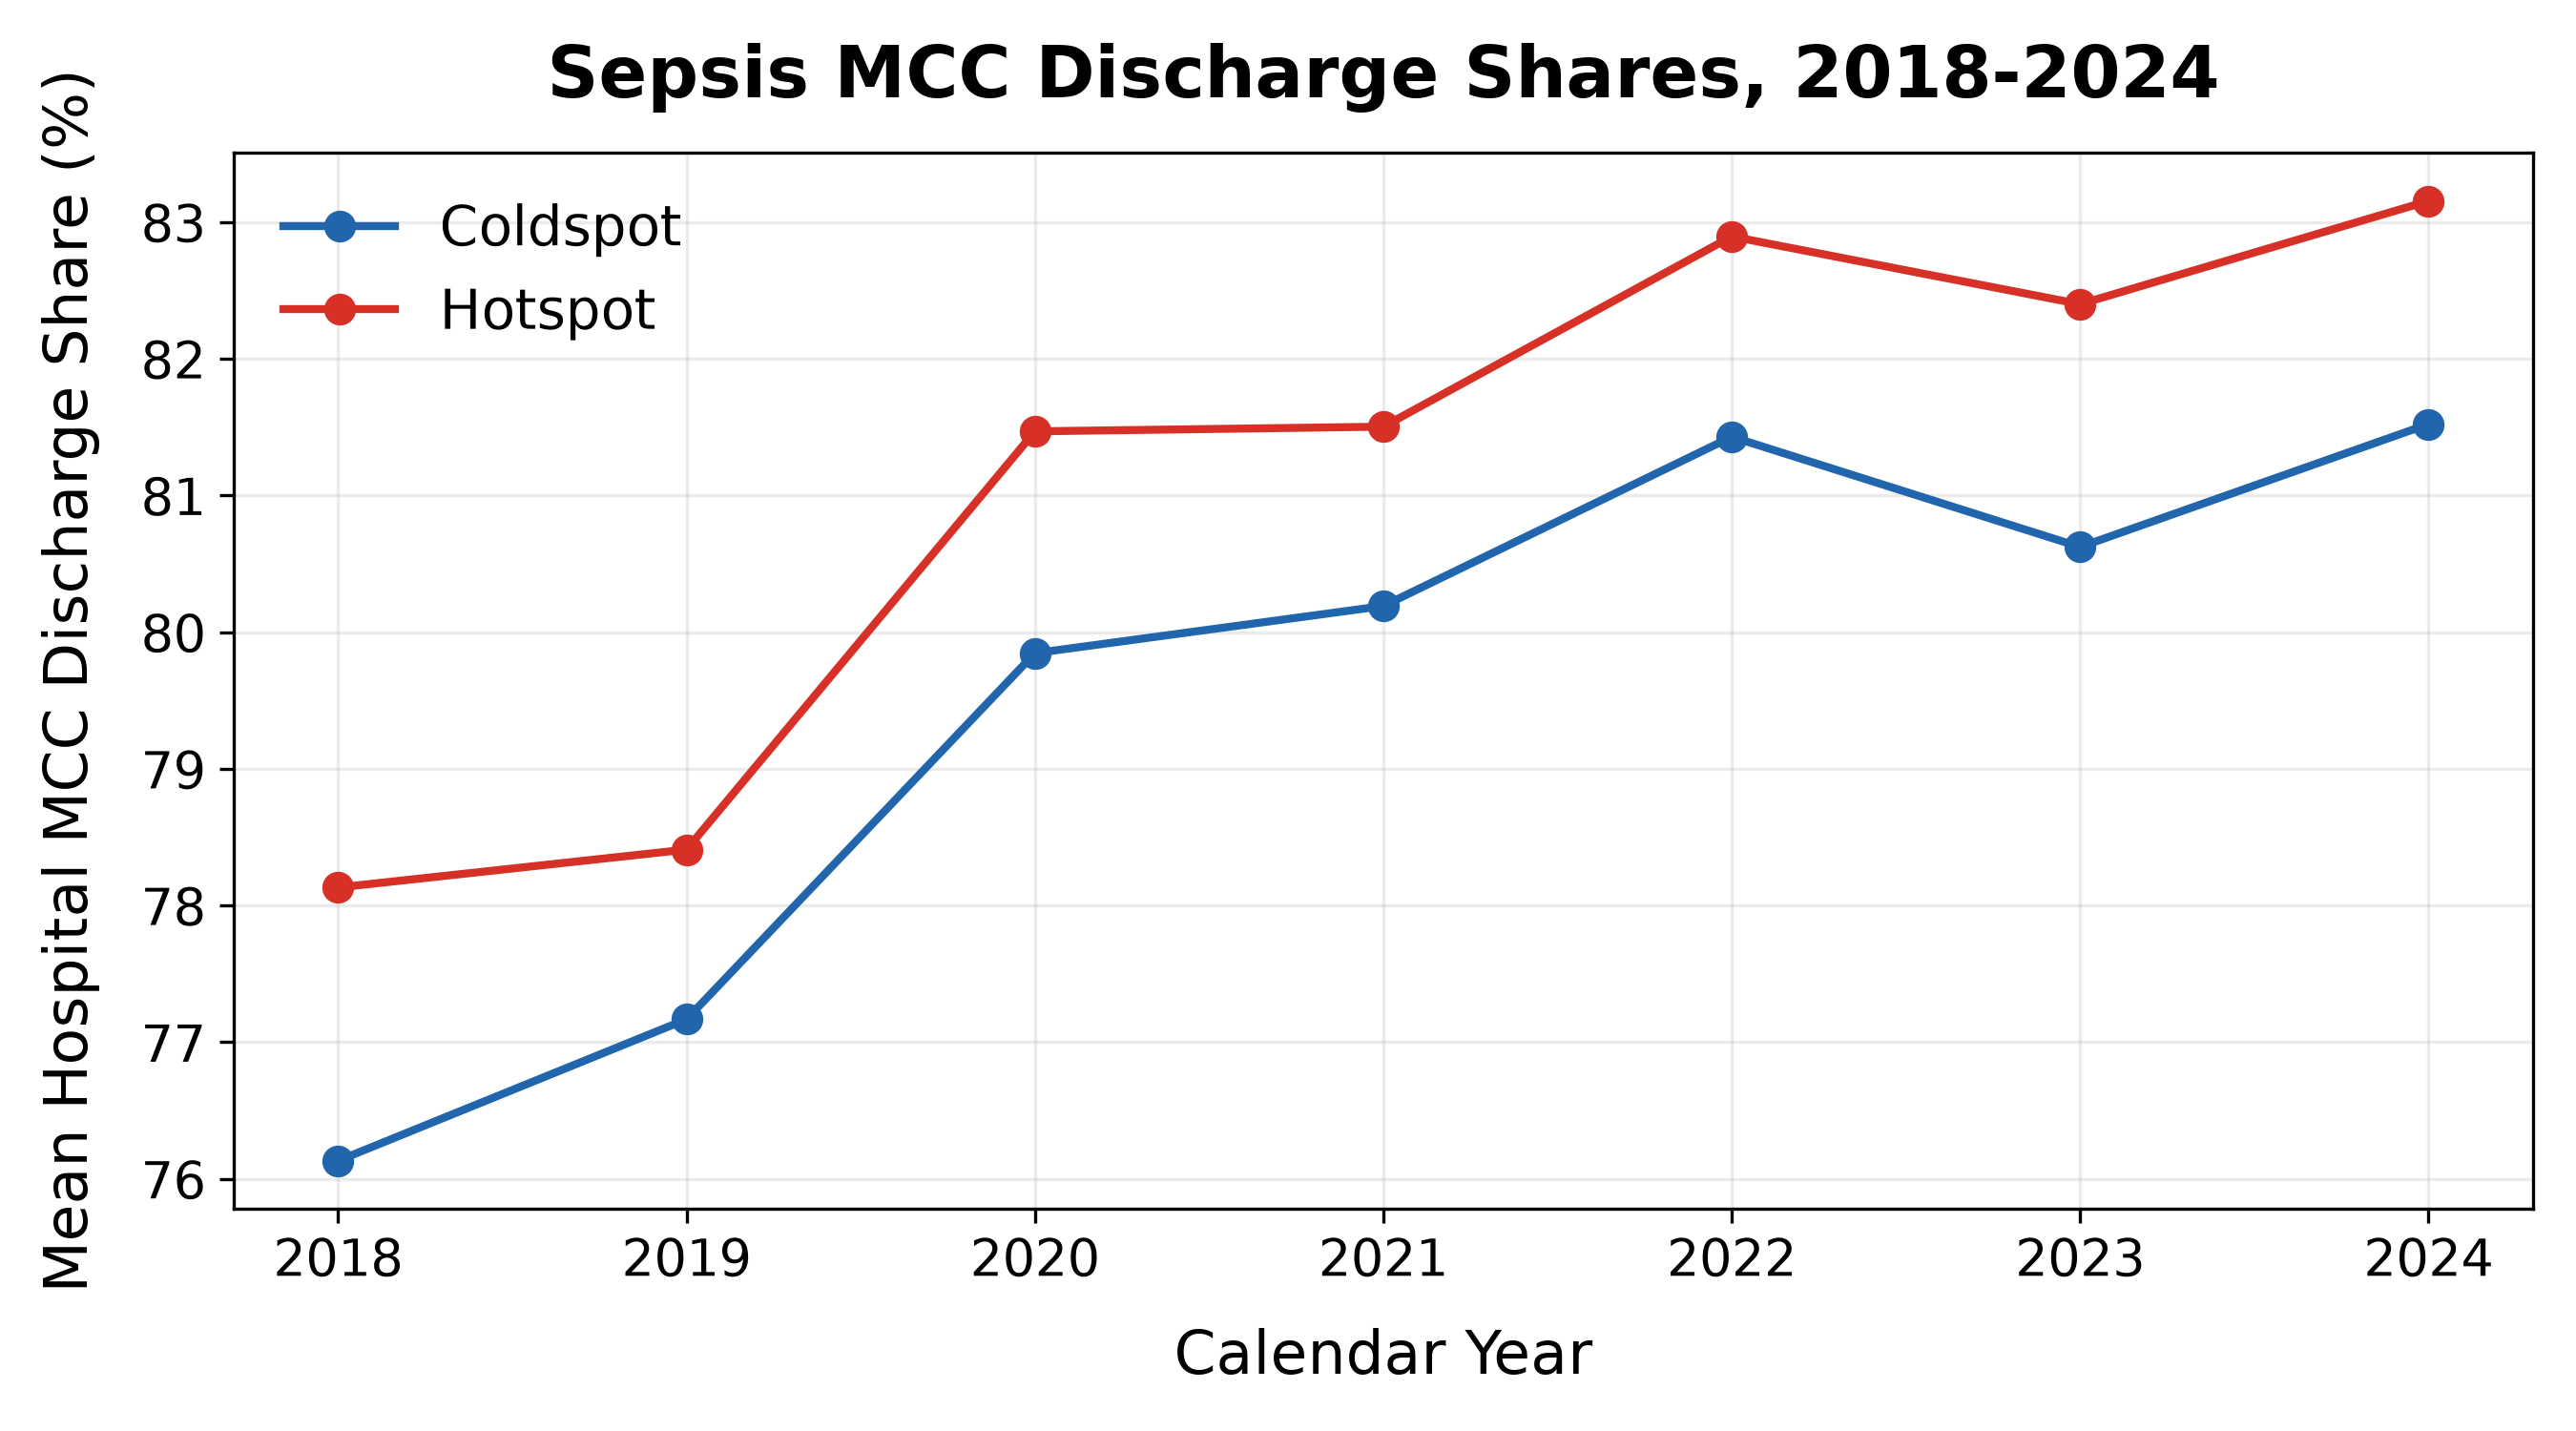 Sepsis MCC Discharge Shares, 2018-2024
Mean Hospital MCC Discharge Share (%)
83
82
81
80
79
78
77
76
Coldspot
Hotspot
2018 2019 2020 2021 2022 2023 2024
Calendar Year